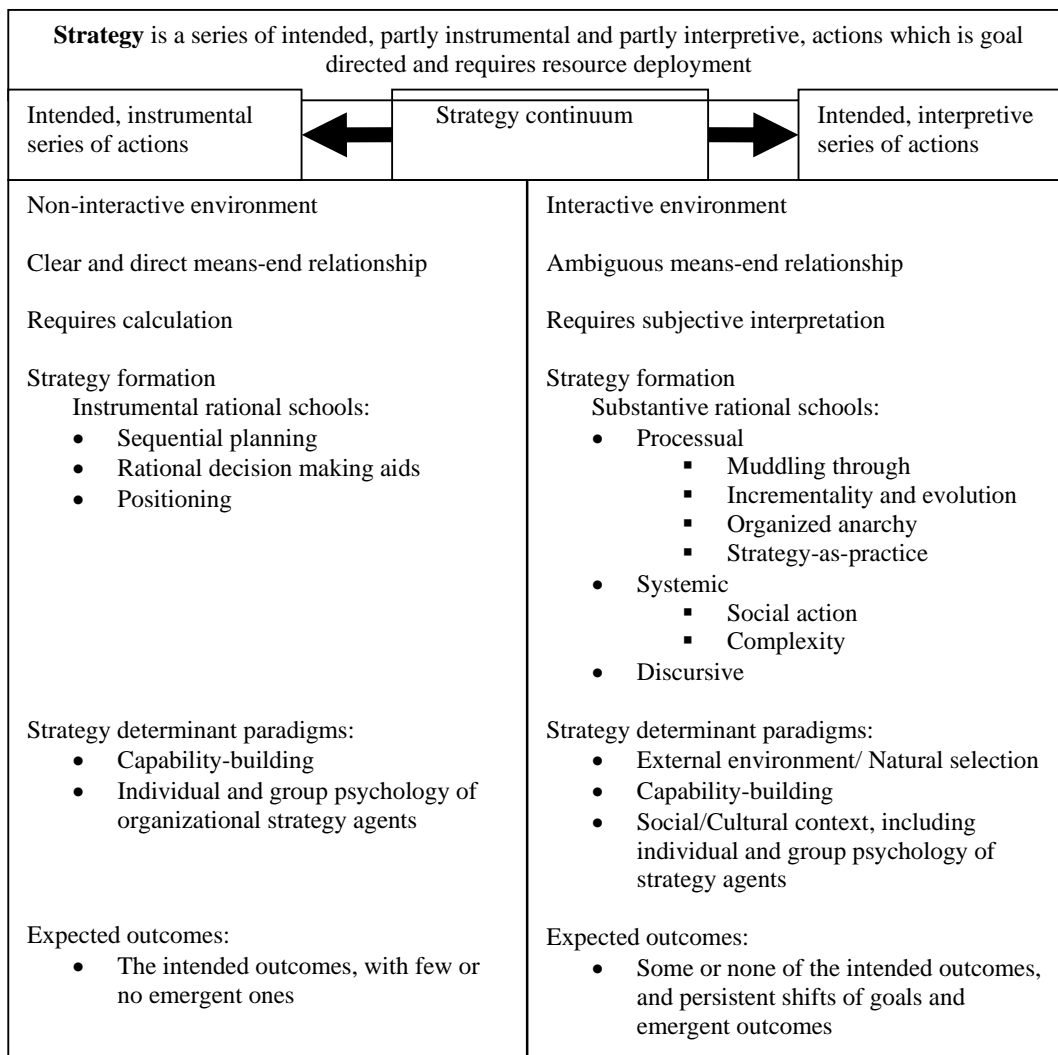 Strategy is a series of intended, partly instrumental and partly interpretive, actions which is goal
directed and requires resource deployment
Intended, instrumental
series of actions
Strategy continuum
Intended, interpretive
series of actions
Non-interactive environment
Clear and direct means-end relationship
Requires calculation
Strategy formation
Instrumental rational schools:
• Sequential planning
• Rational decision making aids
• Positioning
Strategy determinant paradigms:
• Capability-building
• Individual and group psychology of
organizational strategy agents
Expected outcomes:
• The intended outcomes, with few or
no emergent ones
Interactive environment
Ambiguous means-end relationship
Requires subjective interpretation
Strategy formation
Substantive rational schools:
• Processual
▪ Muddling through
▪ Incrementality and evolution
▪ Organized anarchy
▪ Strategy-as-practice
• Systemic
▪ Social action
▪ Complexity
• Discursive
Strategy determinant paradigms:
• External environment/ Natural selection
• Capability-building
• Social/Cultural context, including
individual and group psychology of
strategy agents
Expected outcomes:
• Some or none of the intended outcomes,
and persistent shifts of goals and
emergent outcomes